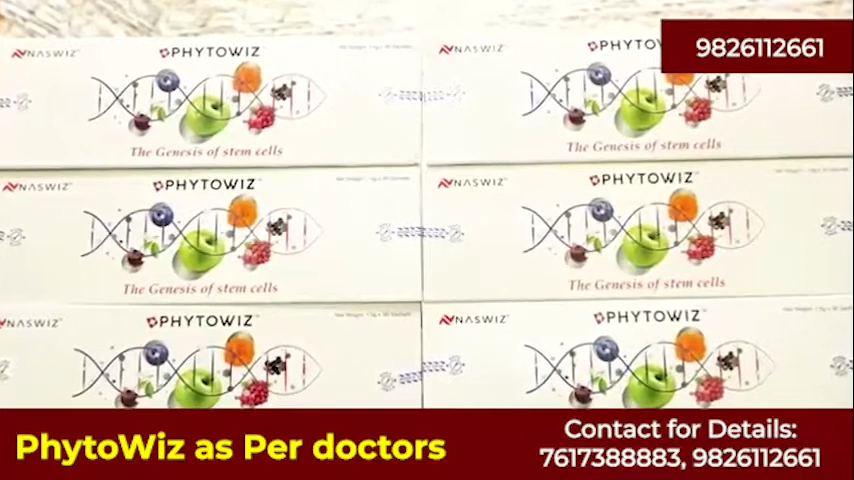 9826112661
NASWIZ
PHYTOWIZ
The Genesis of stem cells
NASWIZ
PHYTOW
The Genesis of stem cells
NASWIZ
PHYTOWIZ
The Genesis of stem cells
NASWIZ
PHYTOWIZ
The Genesis of stem cells
NASWIZ
PHYTOWIZ
NASWIZ
PHYTOWIZ
PhytoWiz as Per doctors
Contact for Details:
7617388883, 9826112661